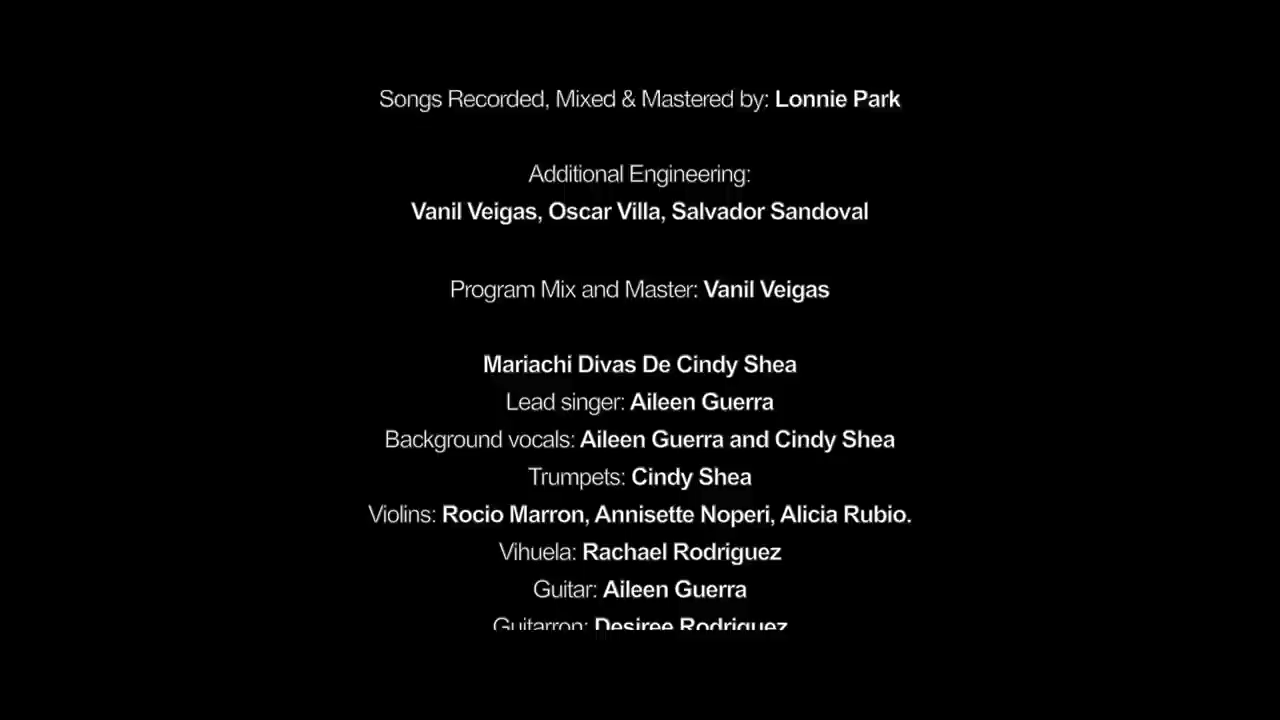 Songs Recorded, Mixed & Mastered by: Lonnie Park
Additional Engineering:
Vanil Veigas, Oscar Villa, Salvador Sandoval
Program Mix and Master: Vanil Veigas
Mariachi Divas De Cindy Shea
Lead singer: Aileen Guerra
Background vocals: Aileen Guerra and Cindy Shea
Trumpets: Cindy Shea
Violins: Rocio Marron, Annisette Noperi, Alicia Rubio.
Vihuela: Rachael Rodriguez
Guitar: Aileen Guerra
Guitarron: Desiree Rodriguez